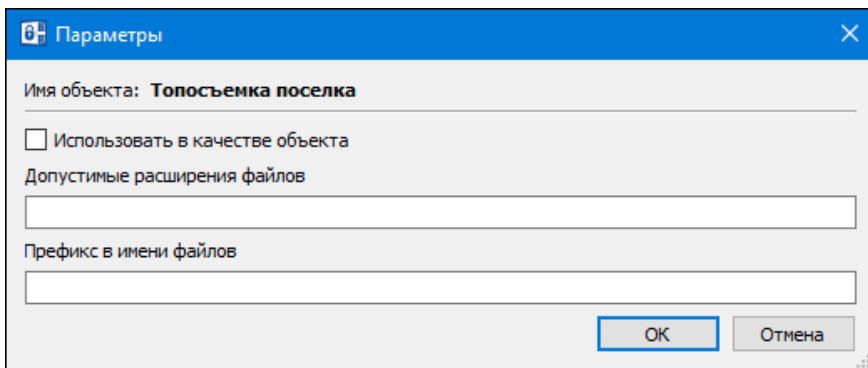 Параметры
Имя объекта: Топосъемка поселка
Использовать в качестве объекта
Допустимые расширения файлов
Префикс в имени файлов
ОК Отмена